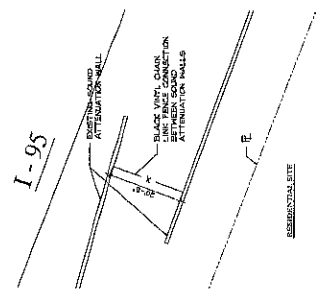 I-95
EXISTING SOUND
ATTENUATION WALL
BLACK VINYL CHAIN
LINK FENCE CONNECTION
BETWEEN SOUND
ATTENUATION WALLS
RESIDENTIAL SITE